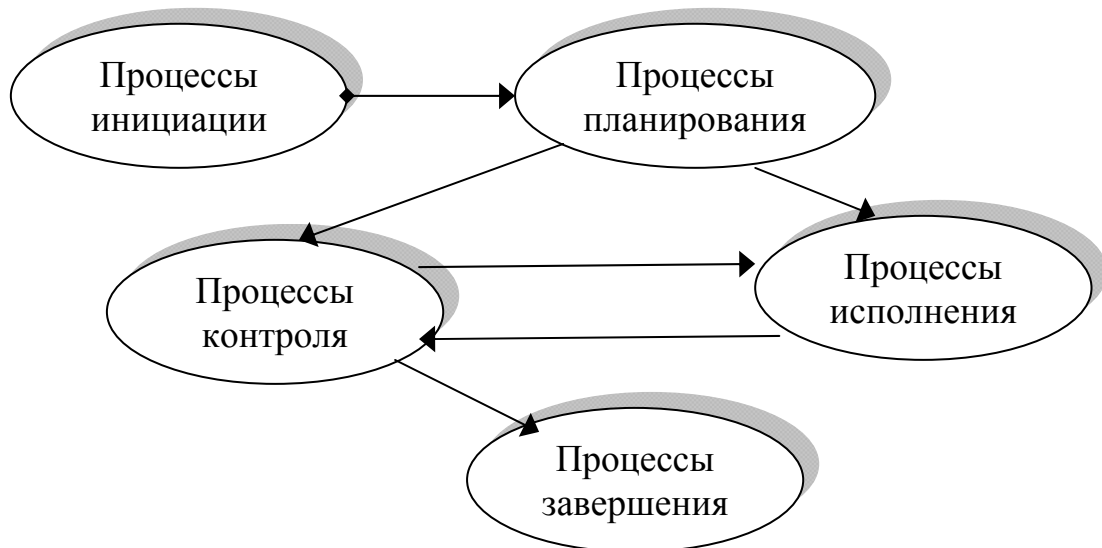 Процессы
инициации
Процессы
планирования
Процессы
контроля
Процессы
исполнения
Процессы
завершения